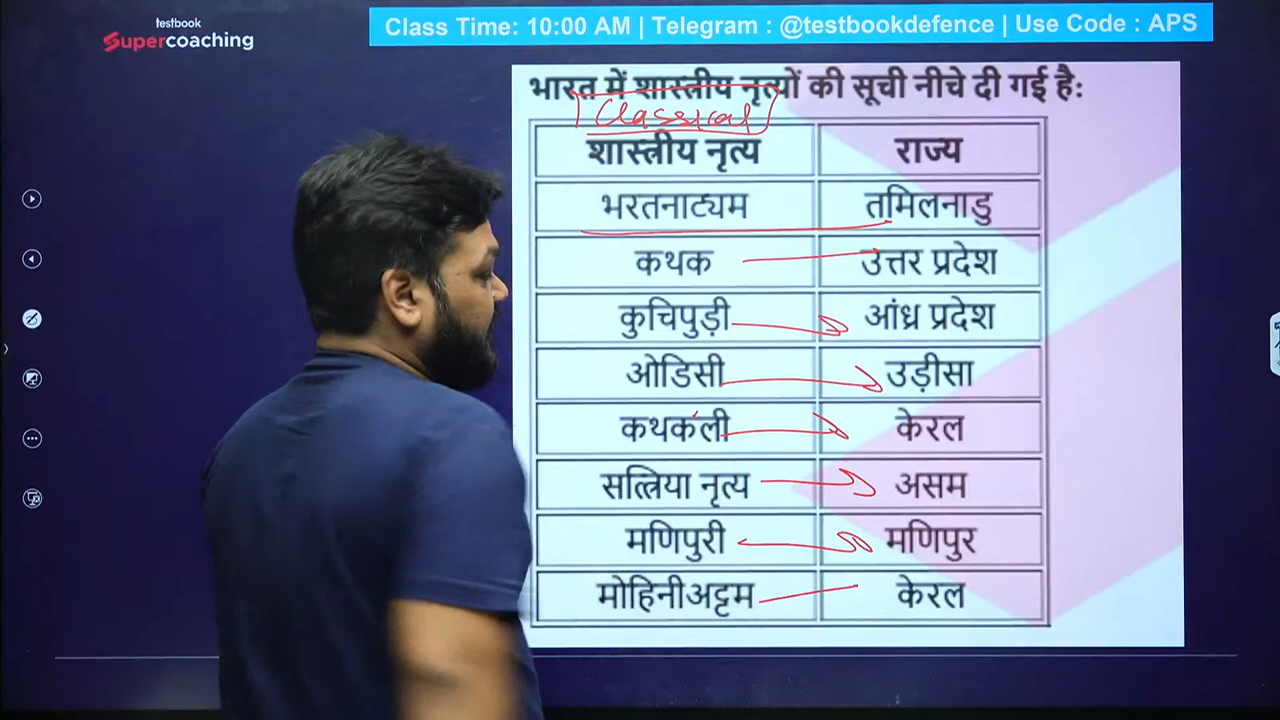 testbook
Supercoaching
Class Time: 10:00 AM | Telegram : @testbookdefence | Use Code : APS
भारत में शास्त्रीय नृत्यों की सूची नीचे दी गई है:
Classical
शास्त्रीय नृत्य राज्य
भरतनाट्यम तमिलनाडु
कथक उत्तर प्रदेश
कुचिपुड़ी आंध्र प्रदेश
ओडिसी उड़ीसा
कथकली केरल
सत्त्रिया नृत्य असम
मणिपुरी मणिपुर
मोहिनीअट्टम केरल